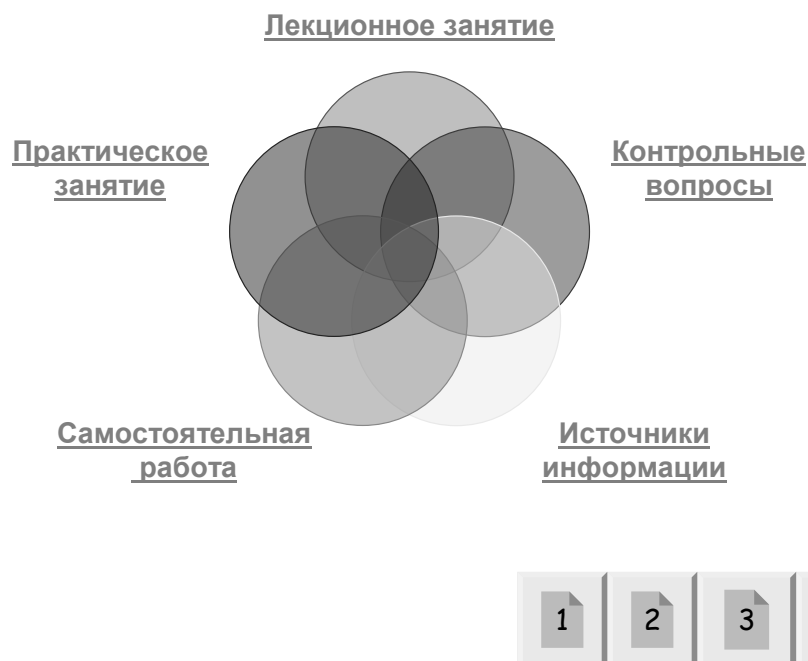 Лекционное занятие
Практическое
занятие
Контрольные
вопросы
Самостоятельная
работа
Источники
информации
1 2 3